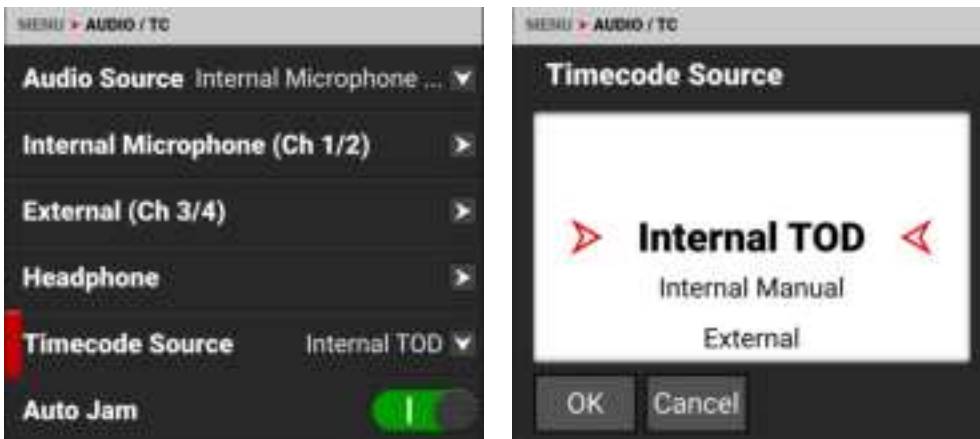 MENU ➤ AUDIO / TC
Audio Source Internal Microphone ...
Internal Microphone (Ch 1/2)
External (Ch 3/4)
Headphone
Timecode Source Internal TOD
Auto Jam
MENU ➤ AUDIO / TC
Timecode Source
Internal TOD
Internal Manual
External
OK Cancel